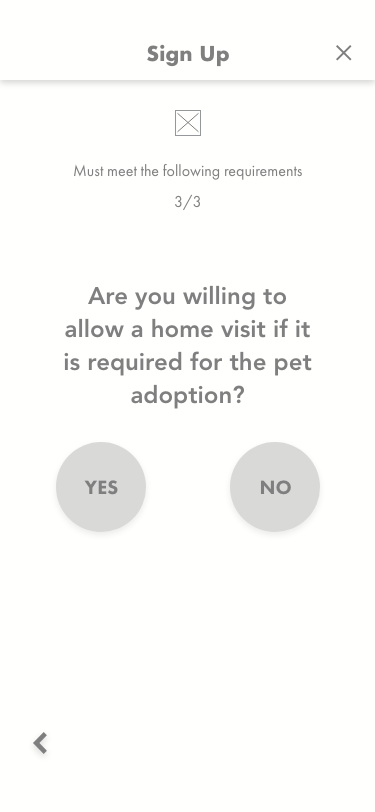 Sign Up
Must meet the following requirements
3/3
Are you willing to
allow a home visit if it
is required for the pet
adoption?
YES
NO